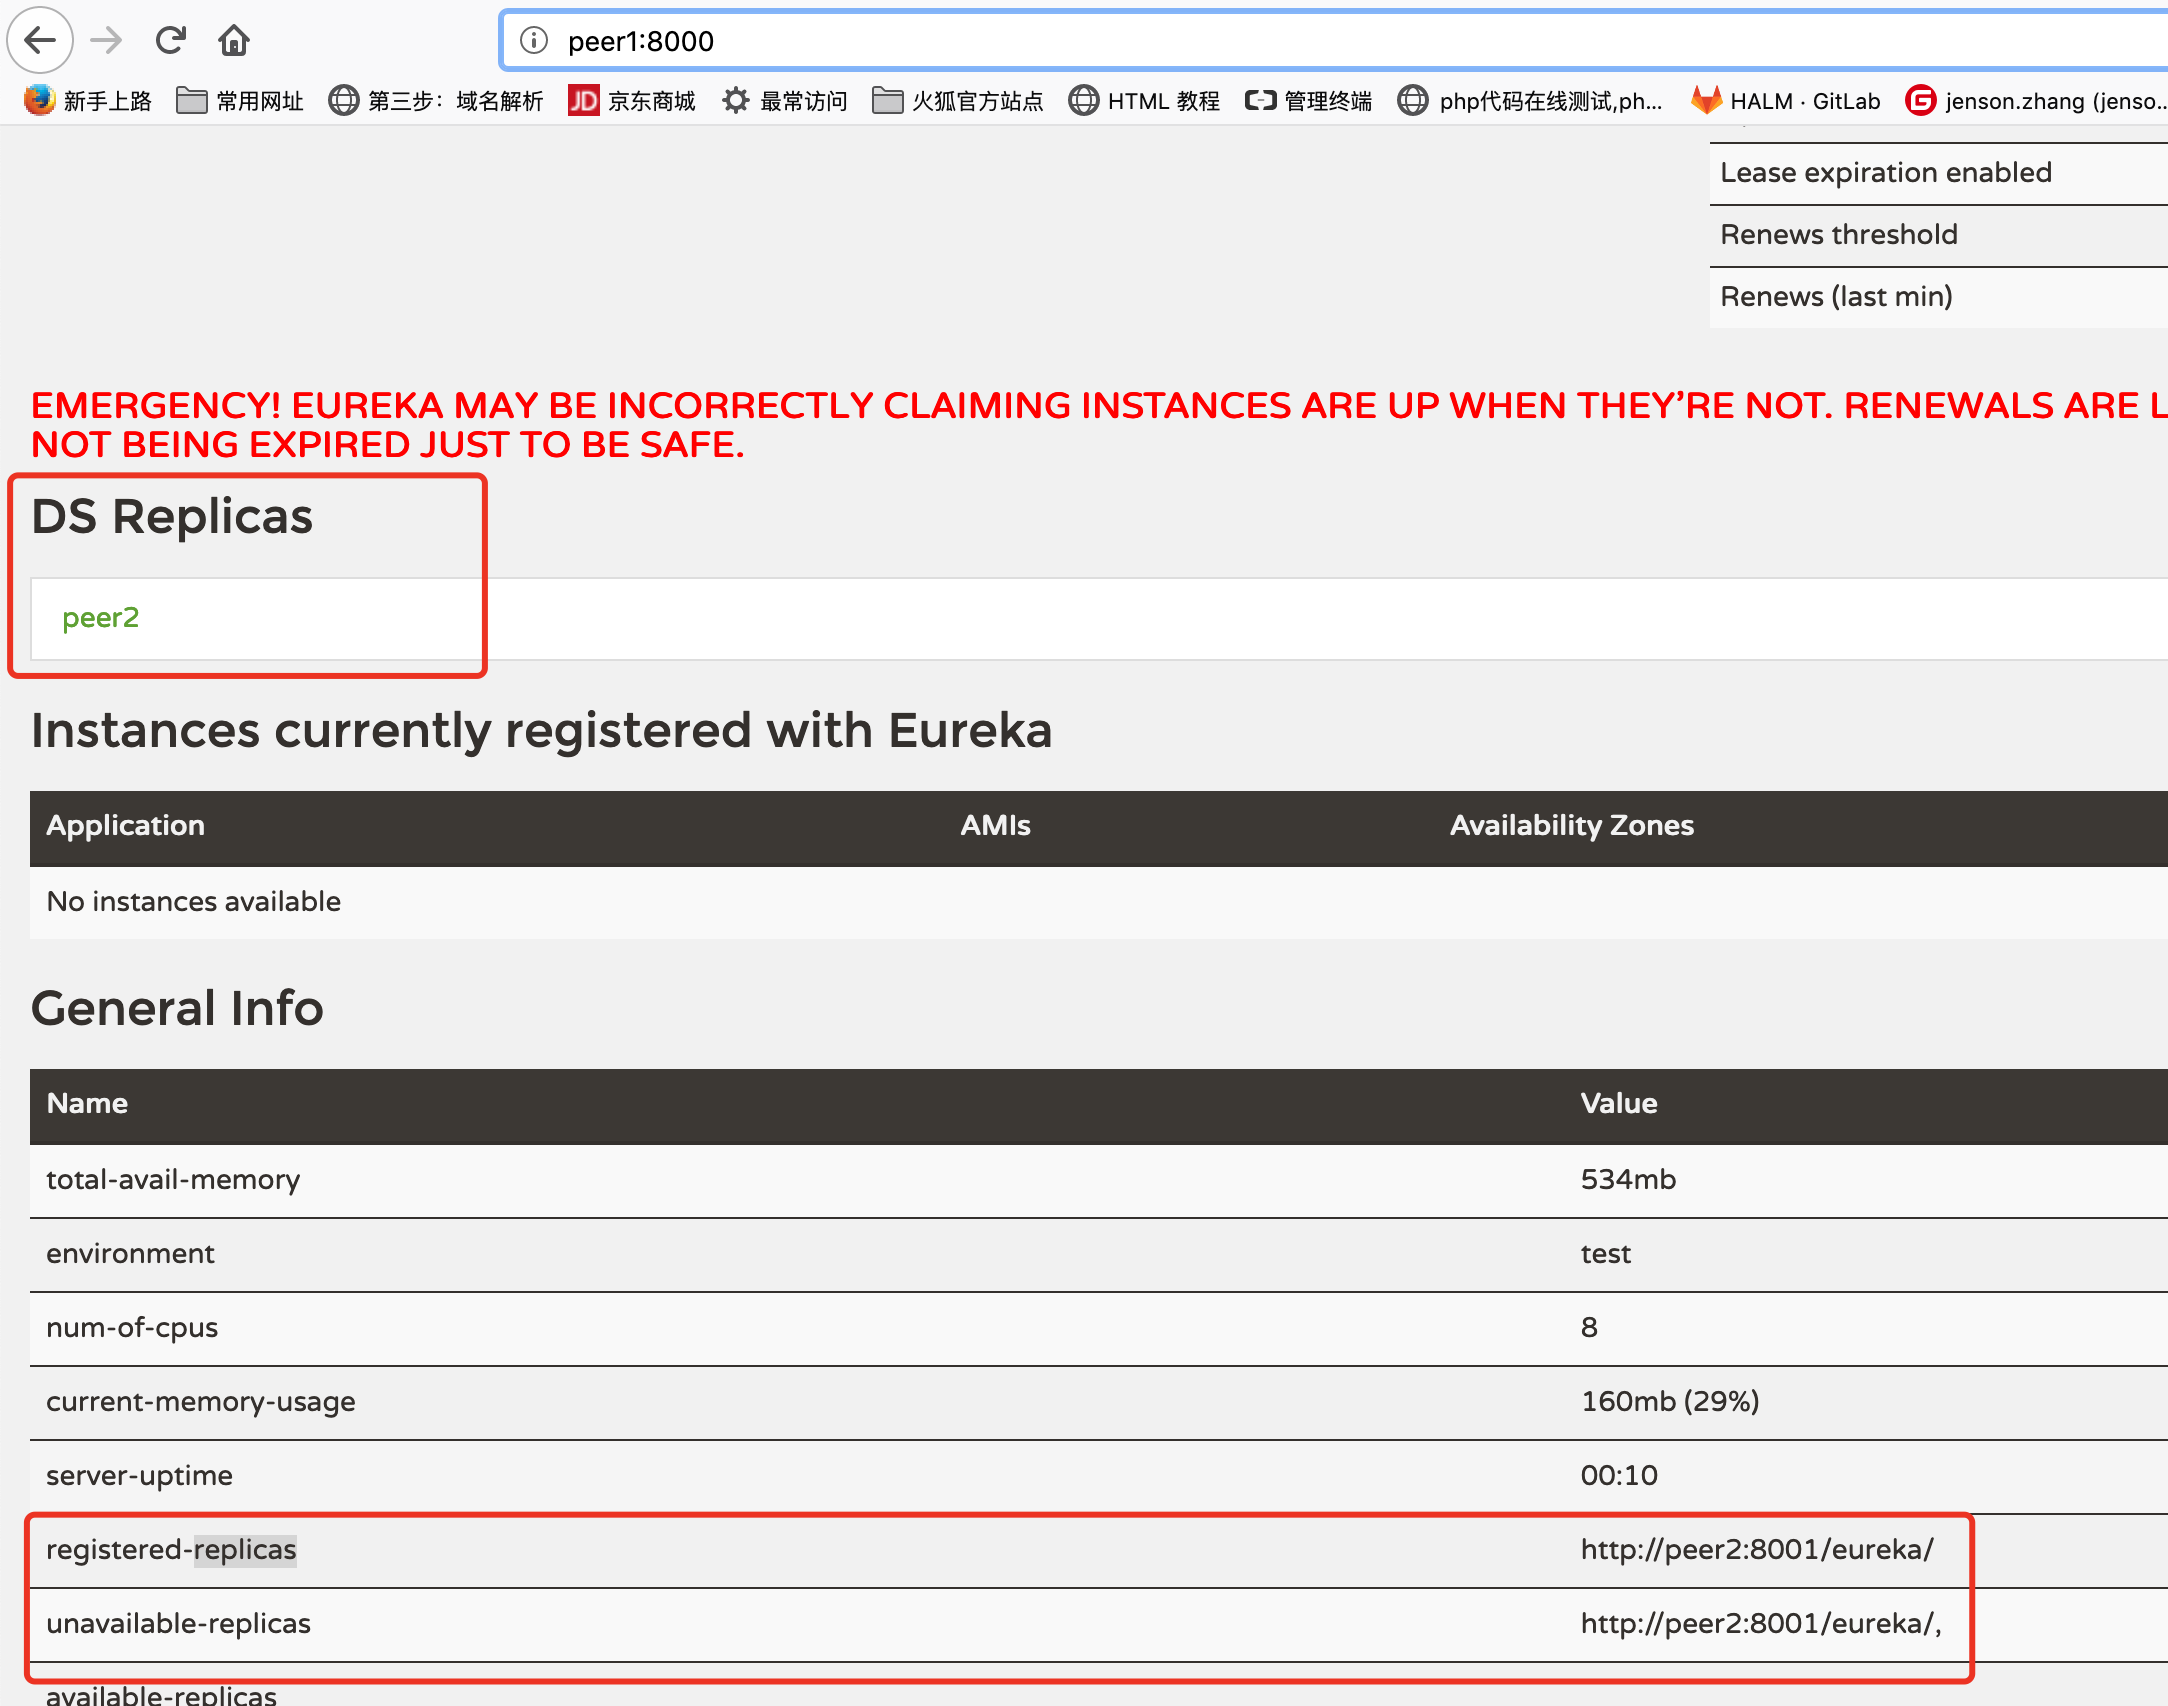 peer1:8000
新手上路 常用网址 第三步：域名解析 JD 京东商城 最常访问 火狐官方站点 HTML 教程 管理终端 php代码在线测试,ph... HALM · GitLab G jenson.zhang (jenso...
Lease expiration enabled
Renews threshold
Renews (last min)
EMERGENCY! EUREKA MAY BE INCORRECTLY CLAIMING INSTANCES ARE UP WHEN THEY’RE NOT. RENEWALS ARE L
NOT BEING EXPIRED JUST TO BE SAFE.
DS Replicas
peer2
Instances currently registered with Eureka
Application AMIs Availability Zones
No instances available
General Info
Name Value
total-avail-memory 534mb
environment test
num-of-cpus 8
current-memory-usage 160mb (29%)
server-uptime 00:10
registered-replicas http://peer2:8001/eureka/
unavailable-replicas http://peer2:8001/eureka/,
available-replicas